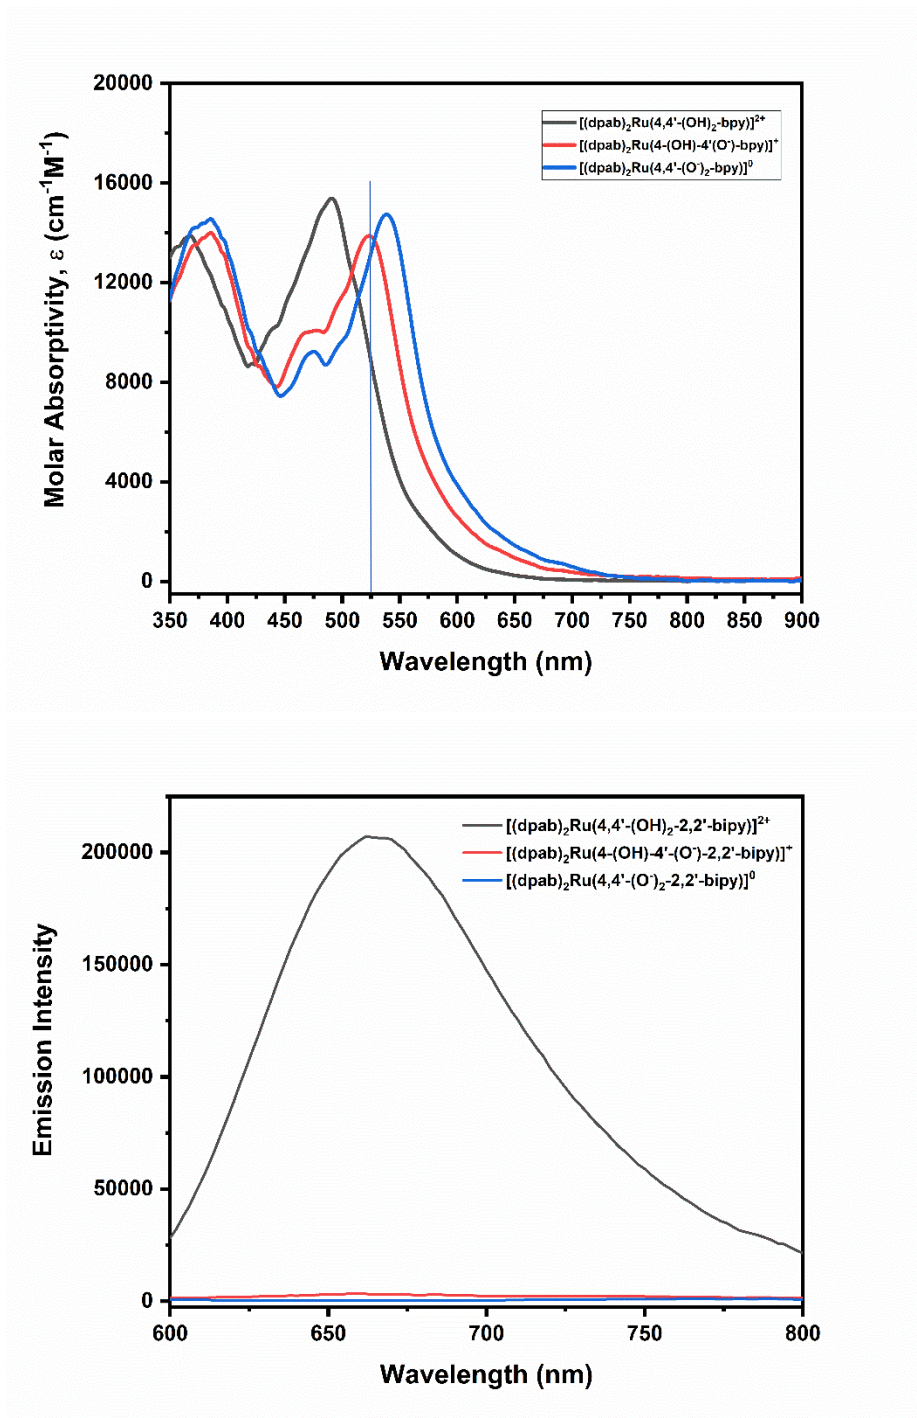 20000
16000
12000
8000
4000
0
Molar Absorptivity, ε (cm⁻¹M⁻¹)
[(dpab)₂Ru(4,4'-(OH)₂-bpy)]²⁺
[(dpab)₂Ru(4-(OH)-4'(O⁻)-bpy)]⁺
[(dpab)₂Ru(4,4'-(O⁻)₂-bpy)]⁰
350 400 450 500 550 600 650 700 750 800 850 900
Wavelength (nm)
200000
150000
100000
50000
0
Emission Intensity
[(dpab)₂Ru(4,4'-(OH)₂-2,2'-bipy)]²⁺
[(dpab)₂Ru(4-(OH)-4'-(O⁻)-2,2'-bipy)]⁺
[(dpab)₂Ru(4,4'-(O⁻)₂-2,2'-bipy)]⁰
600 650 700 750 800
Wavelength (nm)